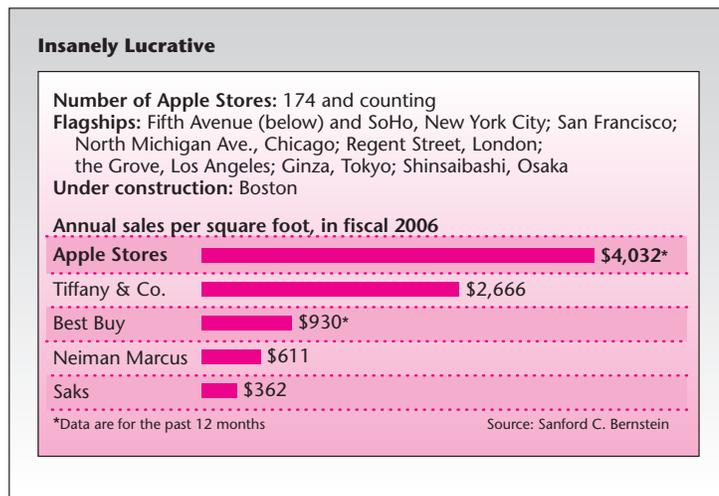 Insanely Lucrative
Number of Apple Stores: 174 and counting
Flagships: Fifth Avenue (below) and SoHo, New York City; San Francisco;
North Michigan Ave., Chicago; Regent Street, London;
the Grove, Los Angeles; Ginza, Tokyo; Shinsaibashi, Osaka
Under construction: Boston
Annual sales per square foot, in fiscal 2006
Apple Stores $4,032*
Tiffany & Co. $2,666
Best Buy $930*
Neiman Marcus $611
Saks $362
*Data are for the past 12 months Source: Sanford C. Bernstein